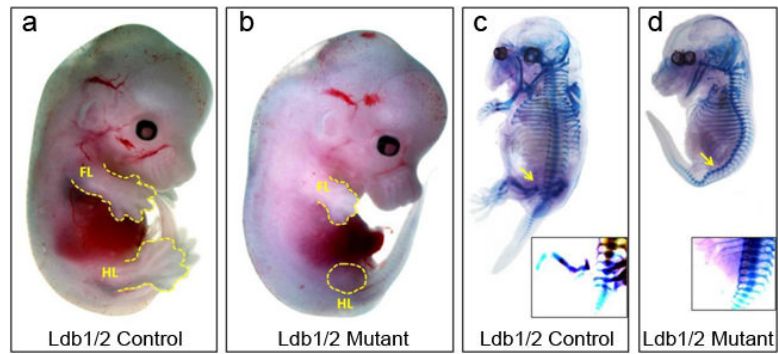 a
b
c
d
FL
HL
FL
HL
Ldb1/2 Control
Ldb1/2 Mutant
Ldb1/2 Control
Ldb1/2 Mutant